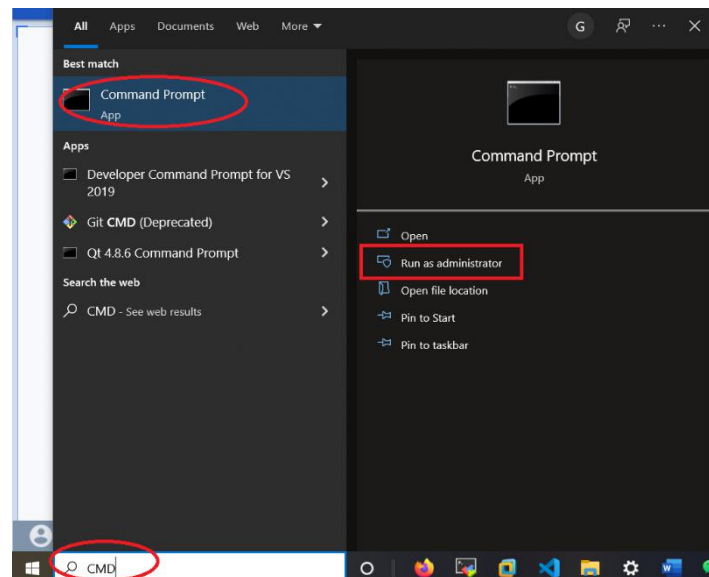 All Apps Documents Web More
G
Best match
Command Prompt
App
Apps
Developer Command Prompt for VS
2019
Git CMD (Deprecated)
Qt 4.8.6 Command Prompt
Search the web
CMD - See web results
Command Prompt
App
Open
Run as administrator
Open file location
Pin to Start
Pin to taskbar
CMD
W